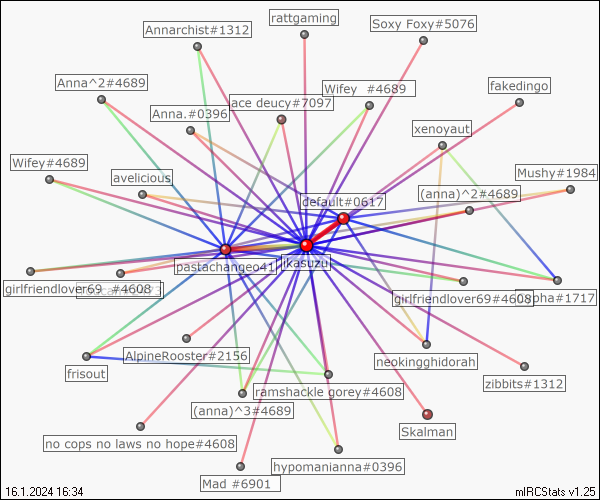 rattgaming
Annarchist#1312
Soxy Foxy#5076
Anna^2#4689
Wifey #4689
fakedingo
ace deucy#7097
Anna.#0396
xenoyaut
Wifey#4689
avelicious
Mushy#1984
(anna)^2#4689
default#0617
ikasuzu
pastachangeo41
girlfriendlover69 #4608
girlfriendlover69#4608
pha#1717
AlpineRooster#2156
neokingghidorah
frisout
zibbits#1312
ramshackle gorey#4608
(anna)^3#4689
Skalman
no cops no laws no hope#4608
hypomanianna#0396
Mad #6901
16.1.2024 16:34
mIRCStats v1.25